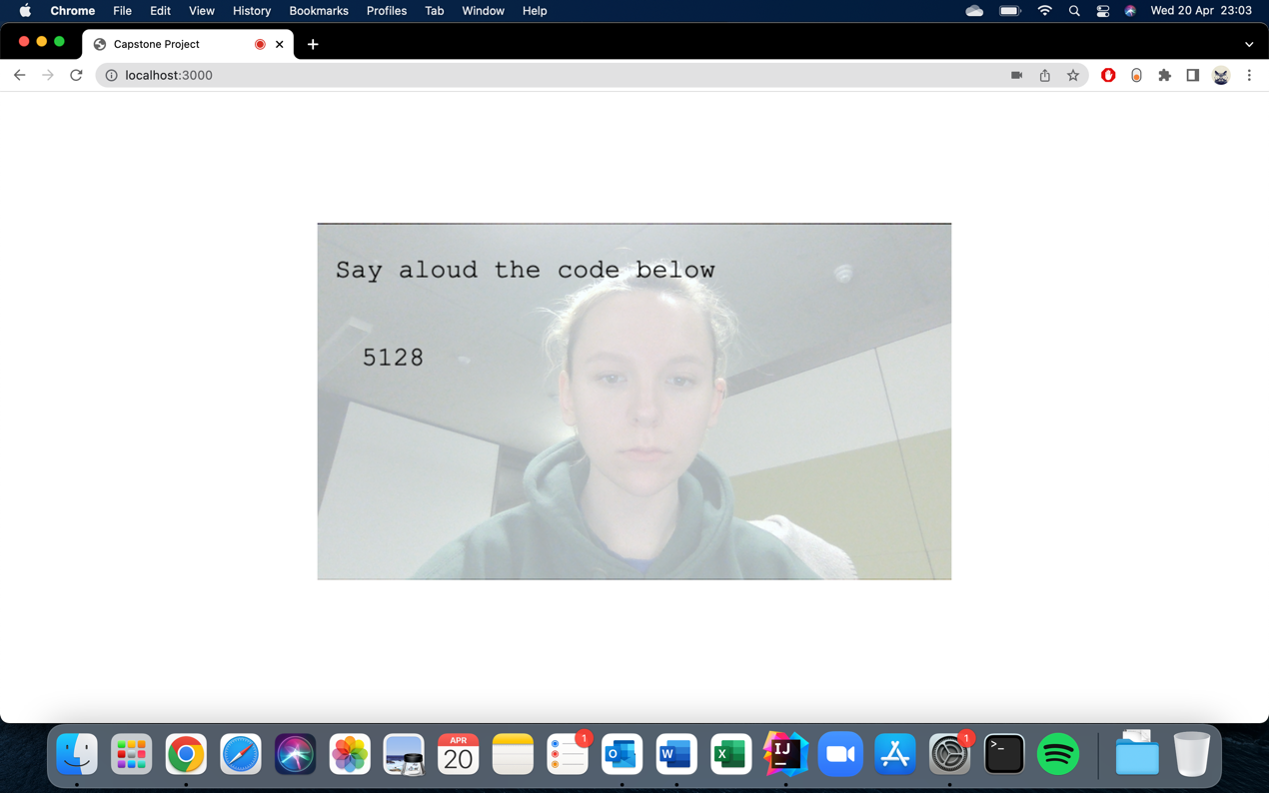 Chrome File Edit View History Bookmarks Profiles Tab Window Help Wed 20 Apr 23:03
Capstone Project
localhost:3000
Say aloud the code below
5128
APR
20
1
O
W
X
IJ
1
>_